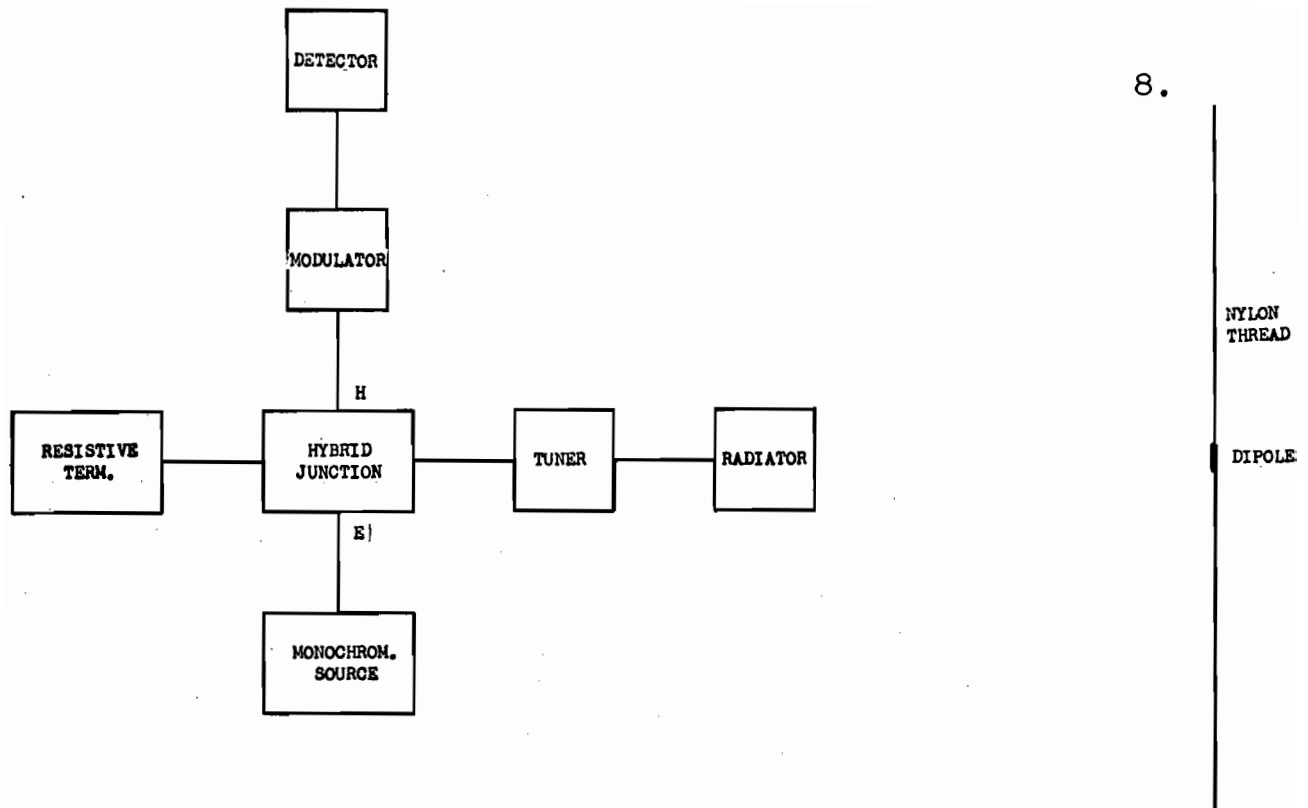 DETECTOR
8.
MODULATOR
NYLON
THREAD
H
RESISTIVE
TERM.
HYBRID
JUNCTION
TUNER
RADIATOR
DIPOLE
E
MONOCHROM.
SOURCE